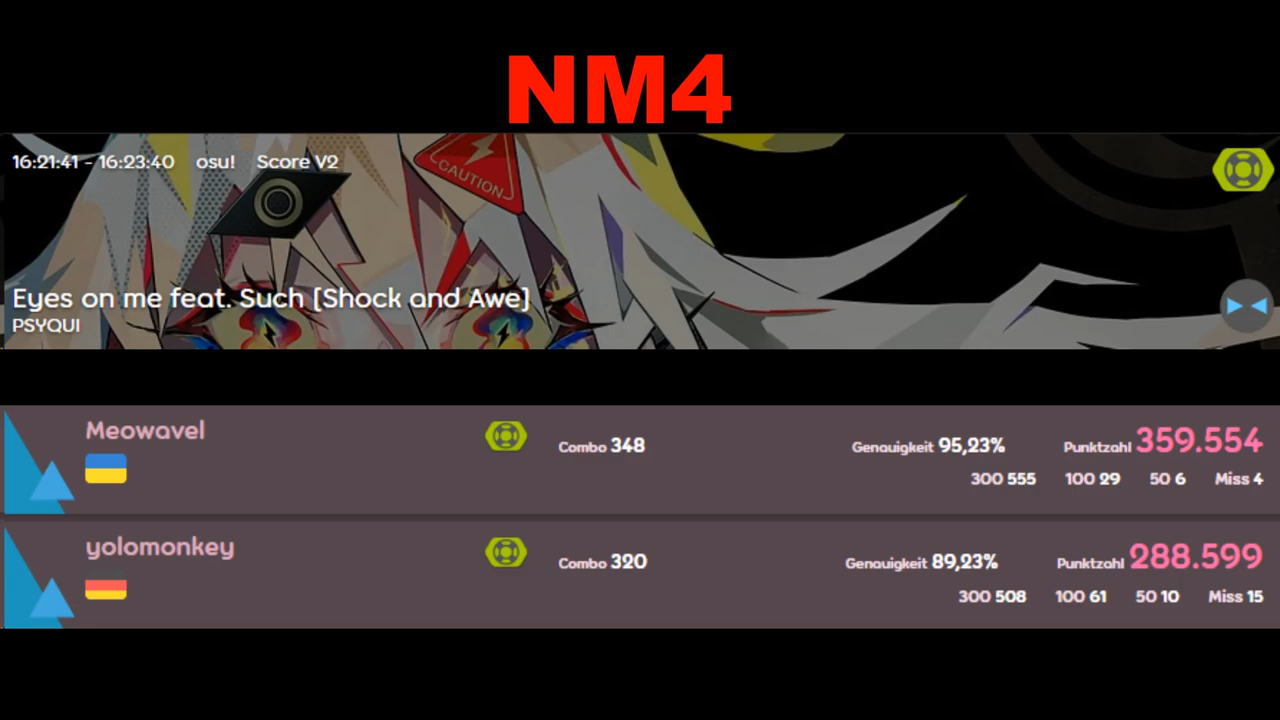 NM4
16:21:41 - 16:23:40 osu! Score V2
CAUTION
Eyes on me feat. Such [Shock and Awe]
PSYQUI
Meowavel
Combo 348 Genauigkeit 95,23% Punktzahl 359.554
300 555 100 29 50 6 Miss 4
yolomonkey
Combo 320 Genauigkeit 89,23% Punktzahl 288.599
300 508 100 61 50 10 Miss 15